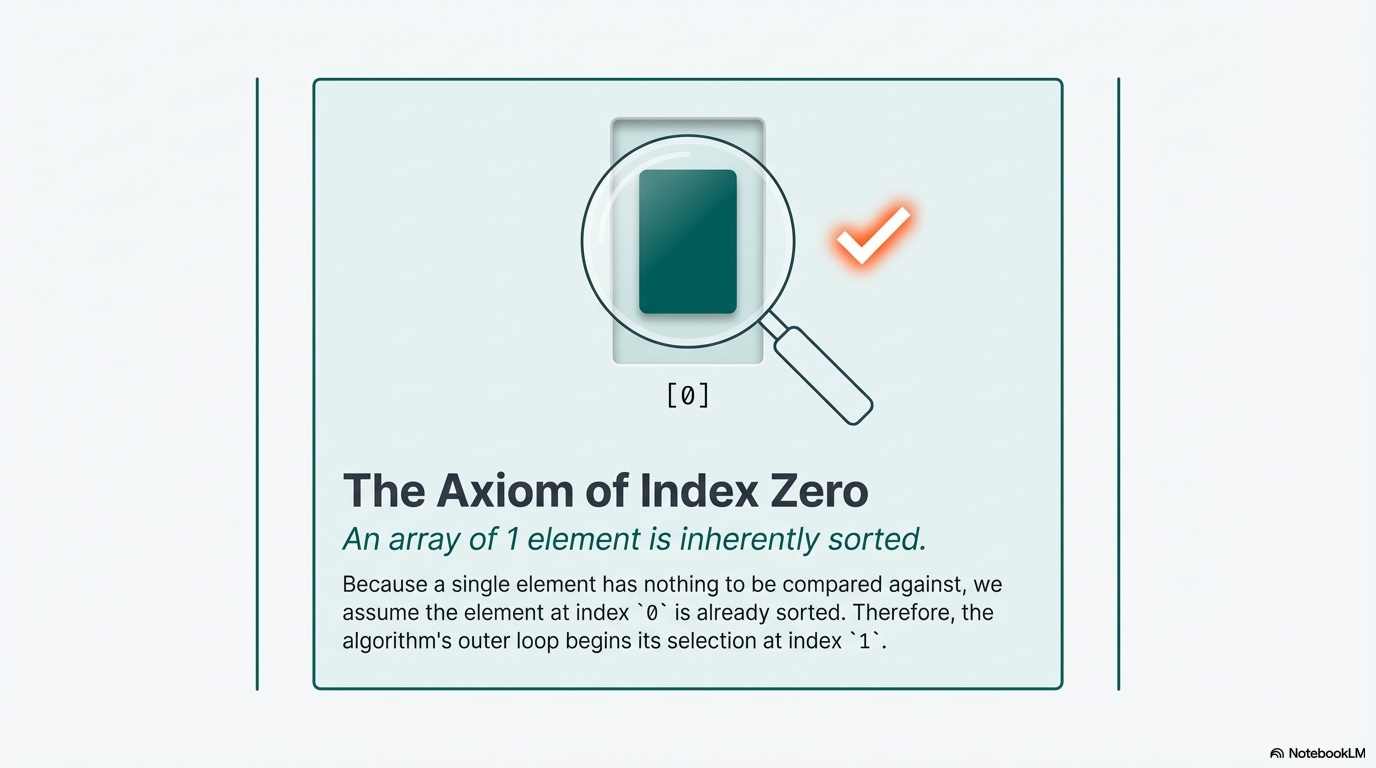 [0]
The Axiom of Index Zero
An array of 1 element is inherently sorted.
Because a single element has nothing to be compared against, we
assume the element at index `0` is already sorted. Therefore, the
algorithm's outer loop begins its selection at index `1`.
NotebookLM